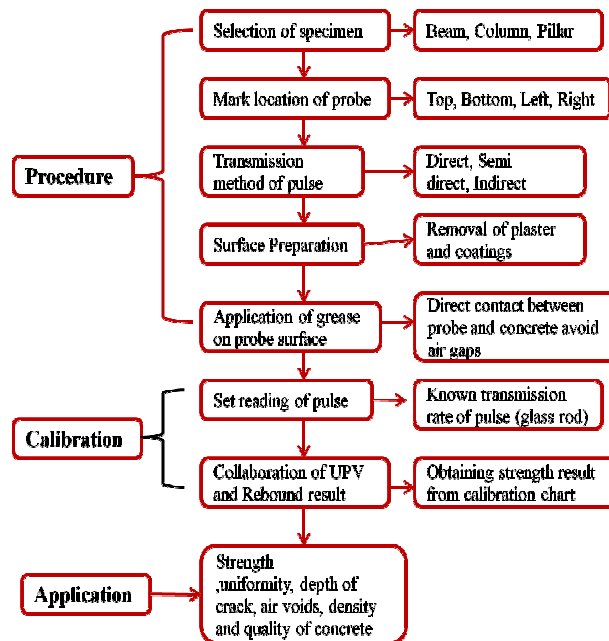 Selection of specimen
Beam, Column, Pillar
Mark location of probe
Top, Bottom, Left, Right
Procedure
Transmission
method of pulse
Direct, Semi
direct, Indirect
Surface Preparation
Removal of plaster
and coatings
Application of grease
on probe surface
Direct contact between
probe and concrete avoid
air gaps
Calibration
Set reading of pulse
Known transmission
rate of pulse (glass rod)
Collaboration of UPV
and Rebound result
Obtaining strength result
from calibration chart
Application
Strength
,uniformity, depth of
crack, air voids, density
and quality of concrete